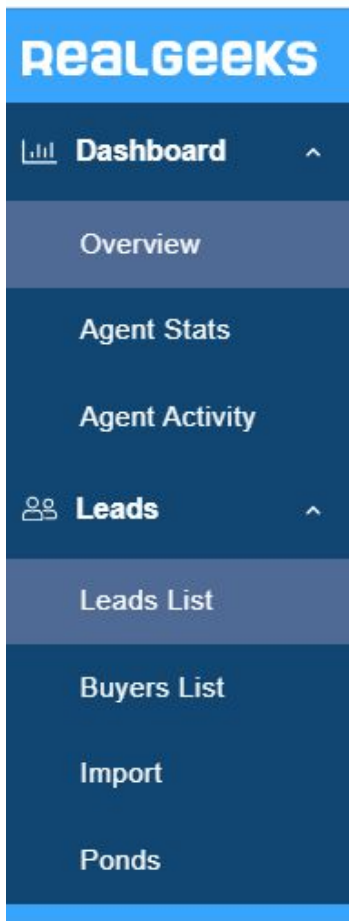 REALGEEKS
Dashboard
Overview
Agent Stats
Agent Activity
Leads
Leads List
Buyers List
Import
Ponds